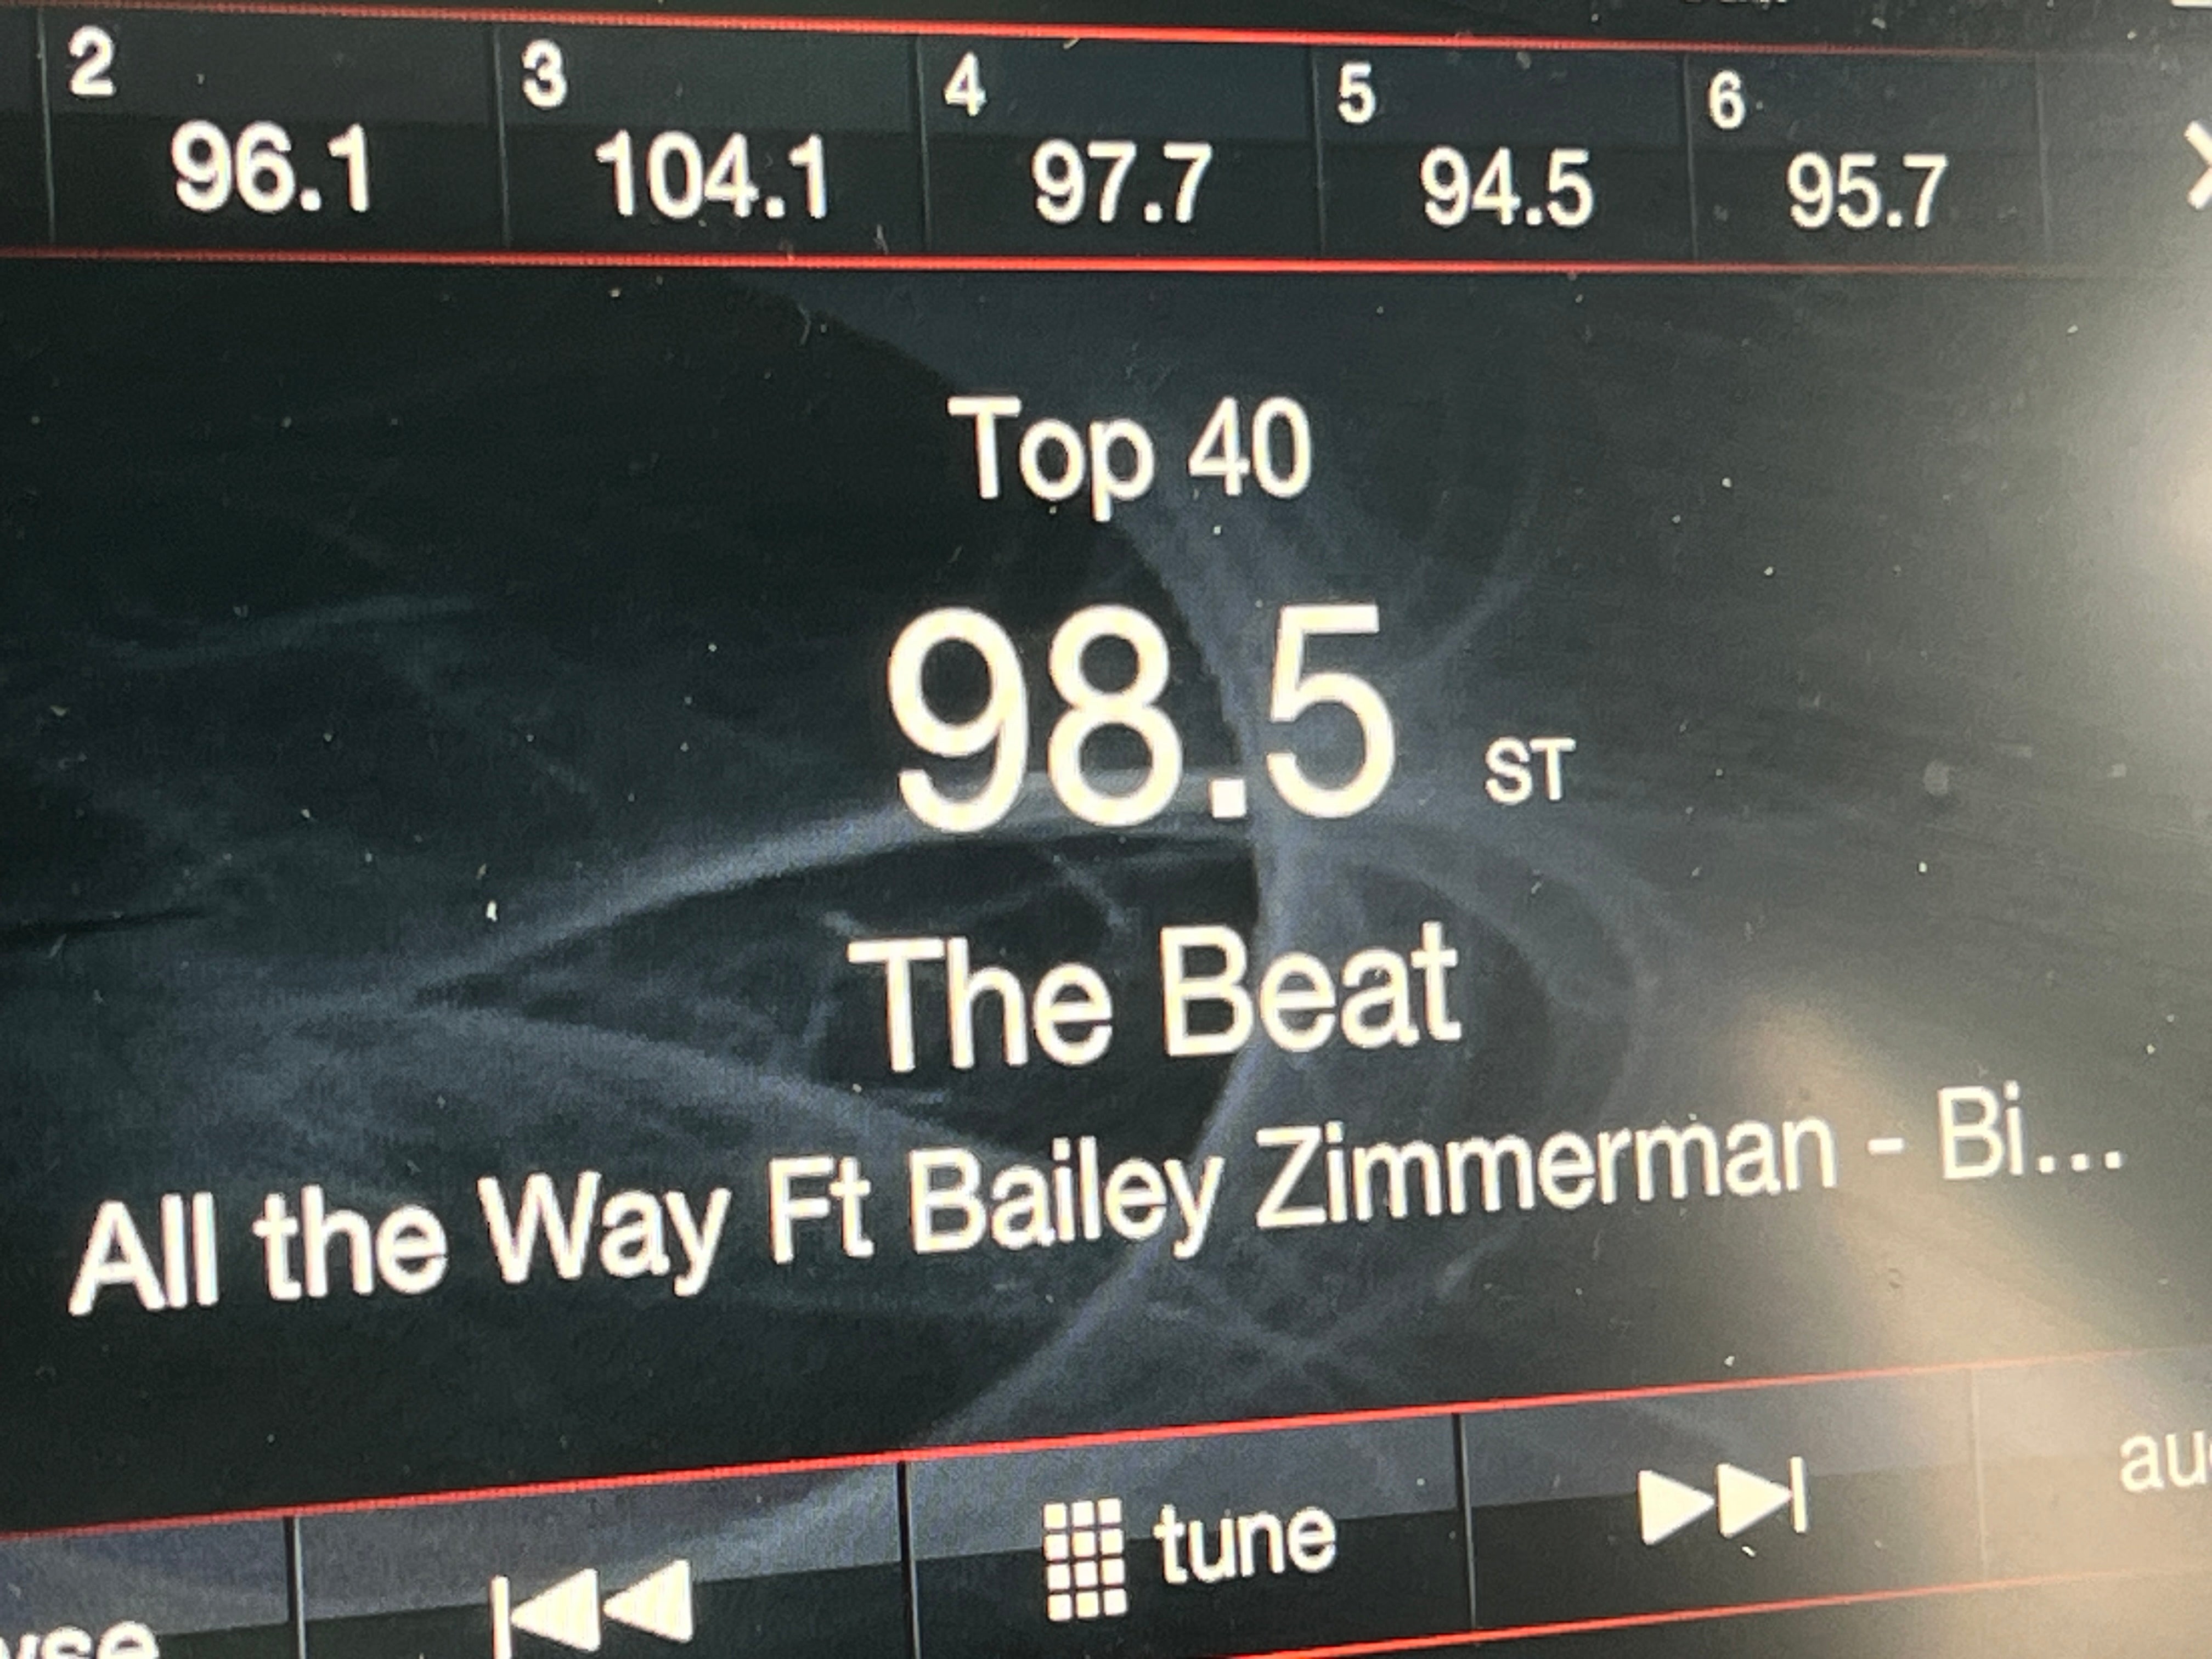 2 3 4 5 6
96.1 104.1 97.7 94.5 95.7
Top 40
98.5 ST
The Beat
All the Way Ft Bailey Zimmerman - Bi...
tune